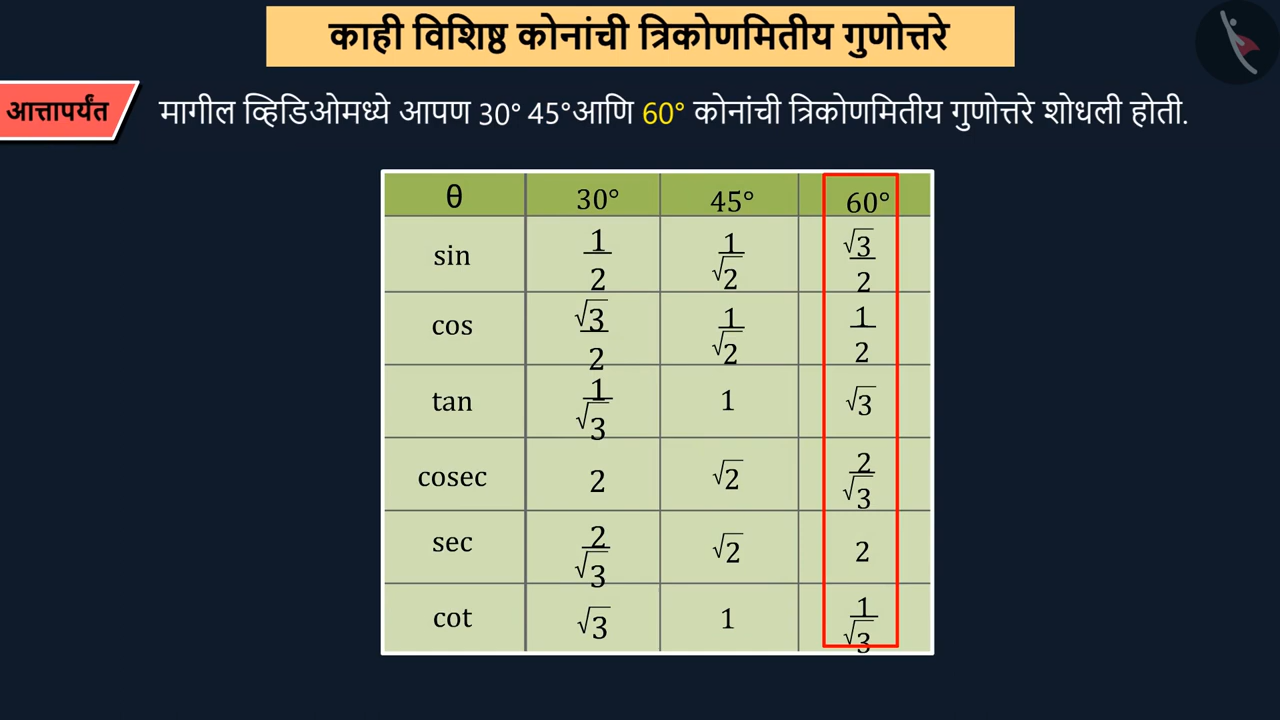 काही विशिष्ठ कोनांची त्रिकोणमितीय गुणोत्तरे
आत्तापर्यंत
मागील व्हिडिओमध्ये आपण 30° 45°आणि 60° कोनांची त्रिकोणमितीय गुणोत्तरे शोधली होती.
θ 30° 45° 60°
sin 1/2 1/√2 √3/2
cos √3/2 1/√2 1/2
tan 1/√3 1 √3
cosec 2 √2 2/√3
sec 2/√3 √2 2
cot √3 1 1/√3